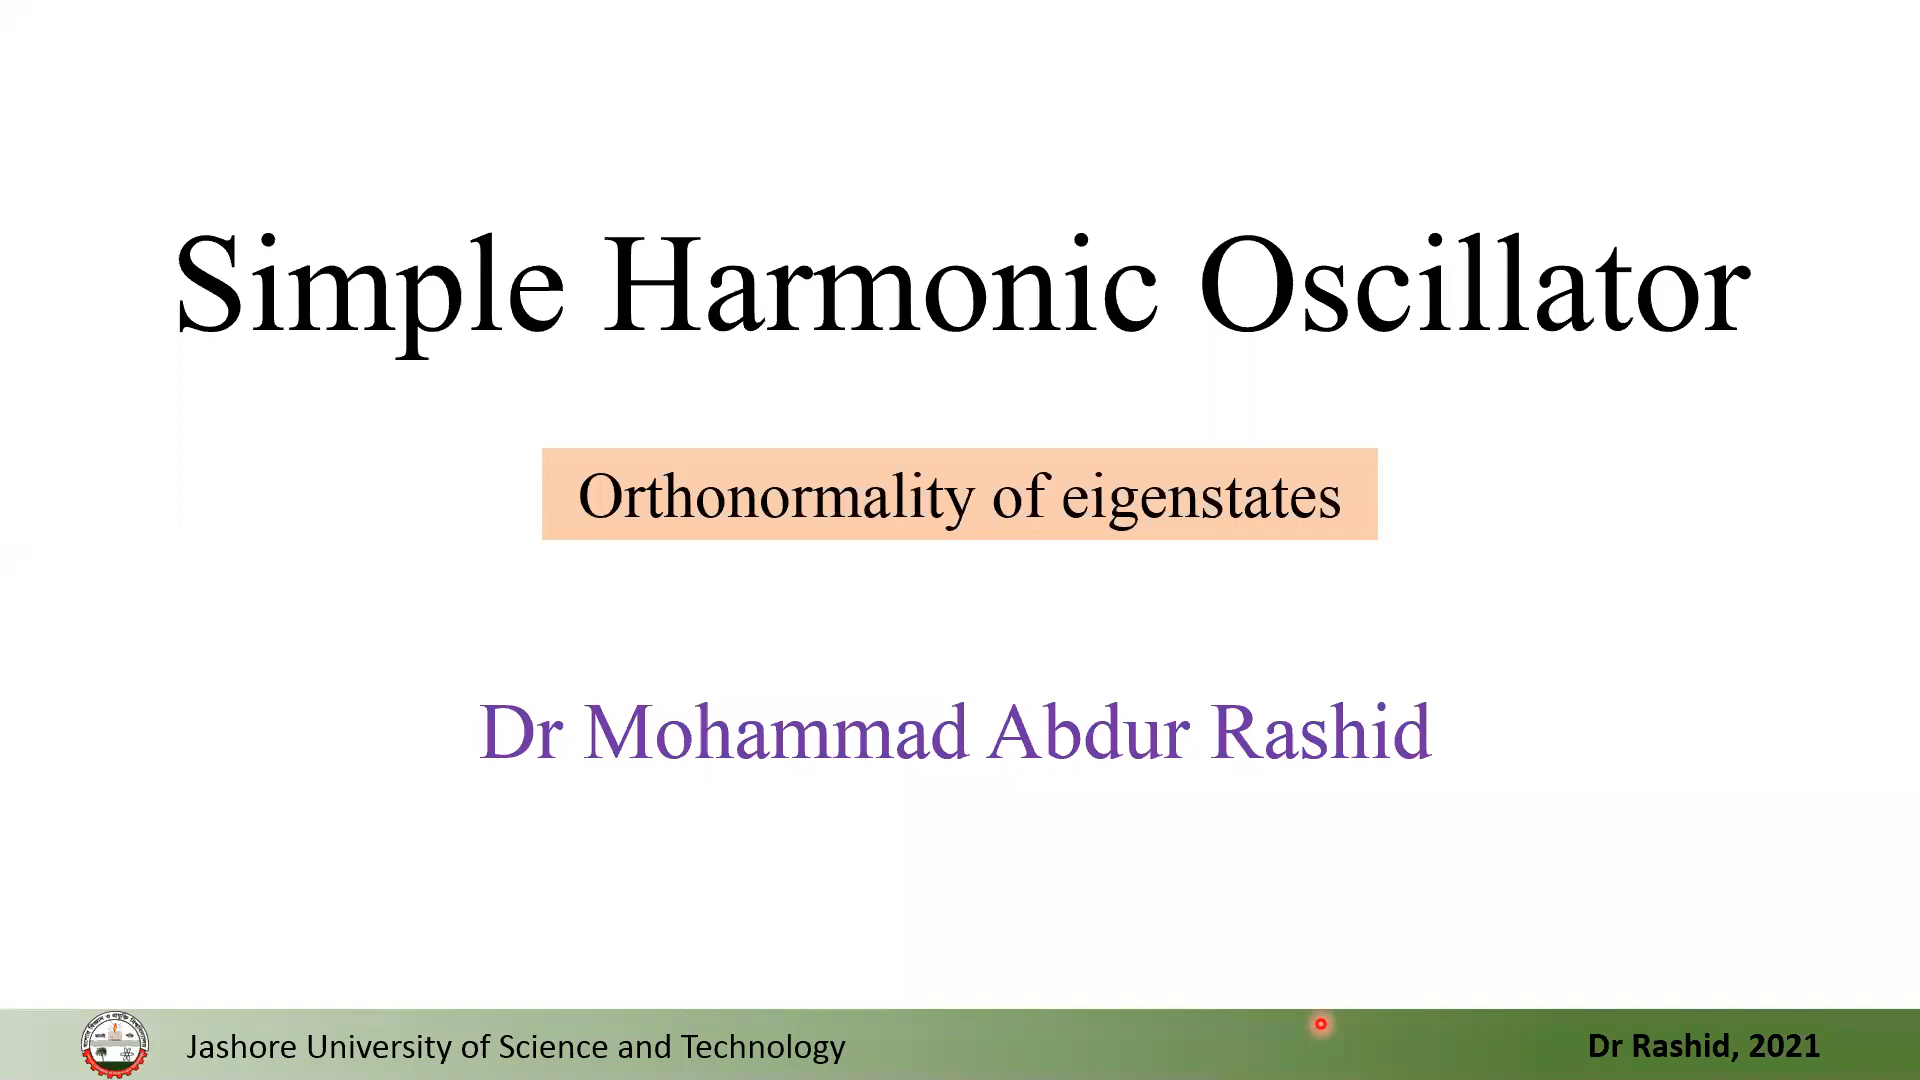 Simple Harmonic Oscillator
Orthonormality of eigenstates
Dr Mohammad Abdur Rashid
Jashore University of Science and Technology
Dr Rashid, 2021